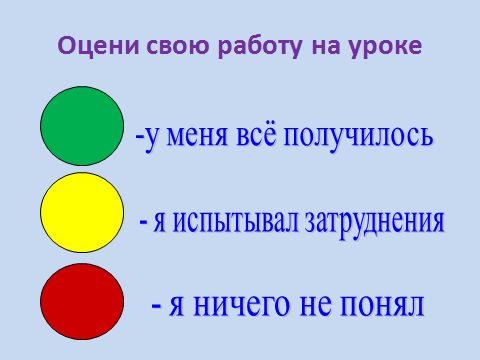 Оцени свою работу на уроке
-у меня всё получилось
- я испытывал затруднения
- я ничего не понял